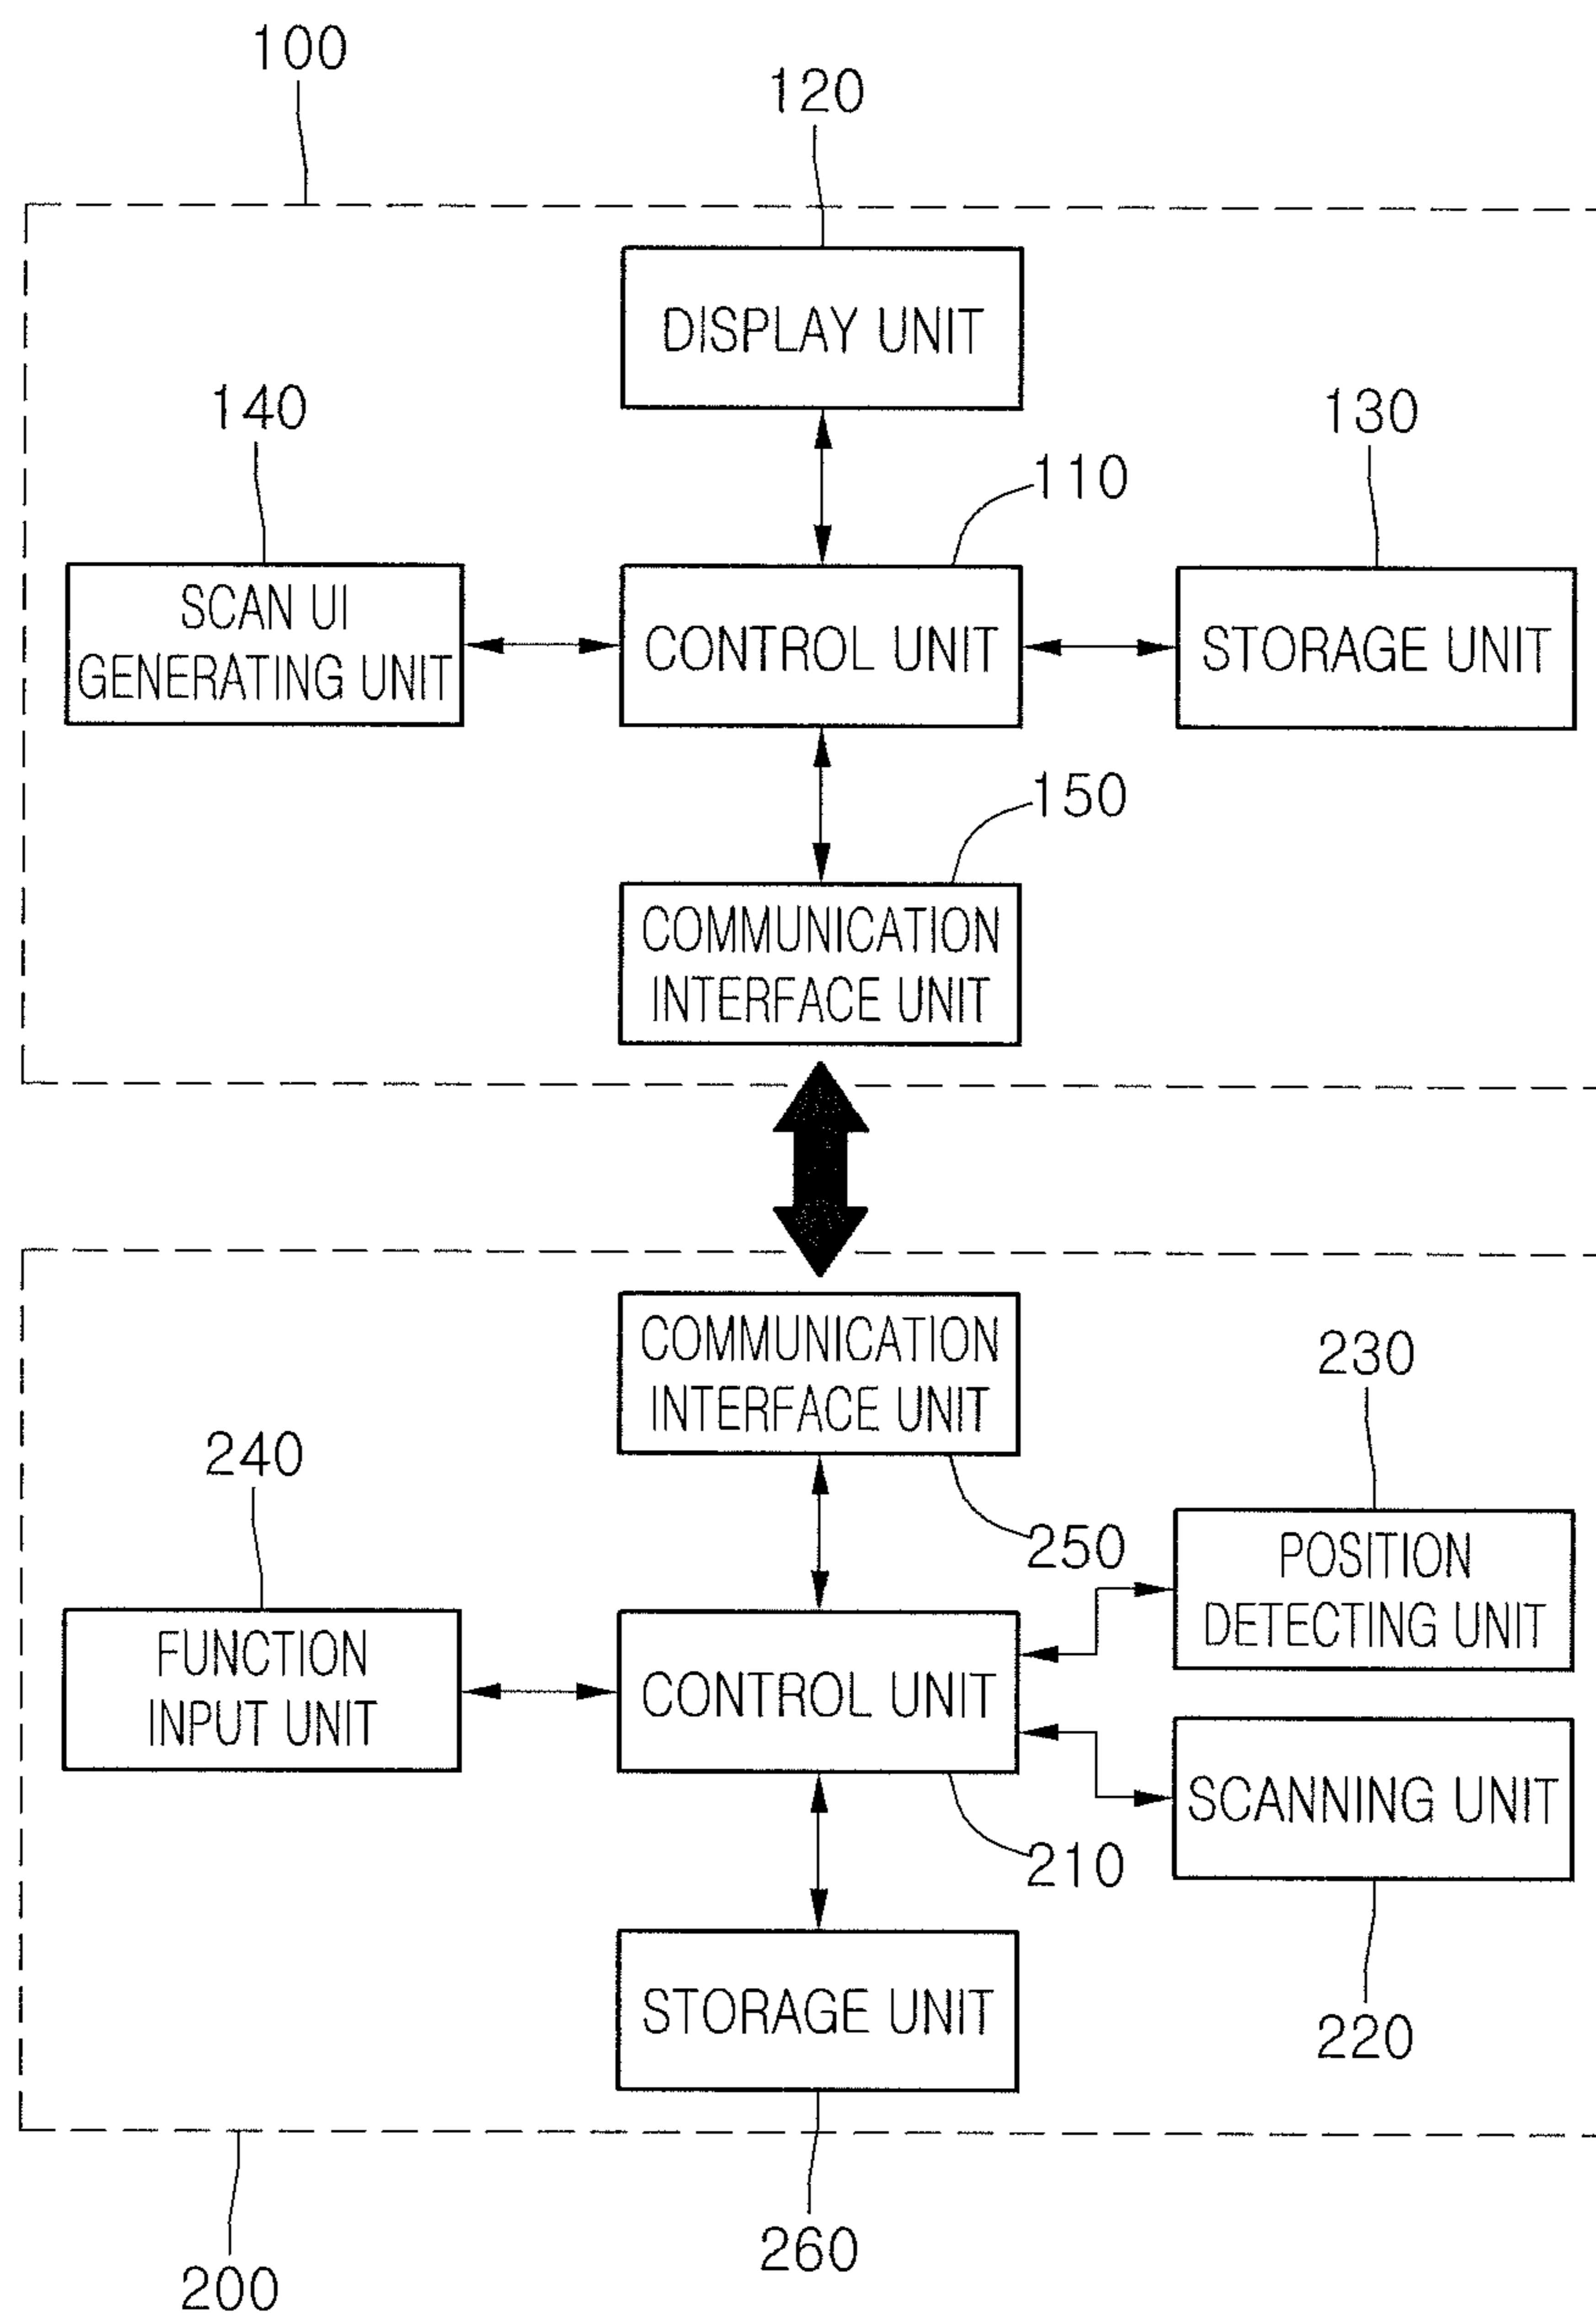 100
120
DISPLAY UNIT
140
130
110
SCAN UI
GENERATING UNIT
CONTROL UNIT
STORAGE UNIT
150
COMMUNICATION
INTERFACE UNIT
COMMUNICATION
INTERFACE UNIT
230
240
250
POSITION
DETECTING UNIT
FUNCTION
INPUT UNIT
CONTROL UNIT
SCANNING UNIT
210
STORAGE UNIT
220
260
200